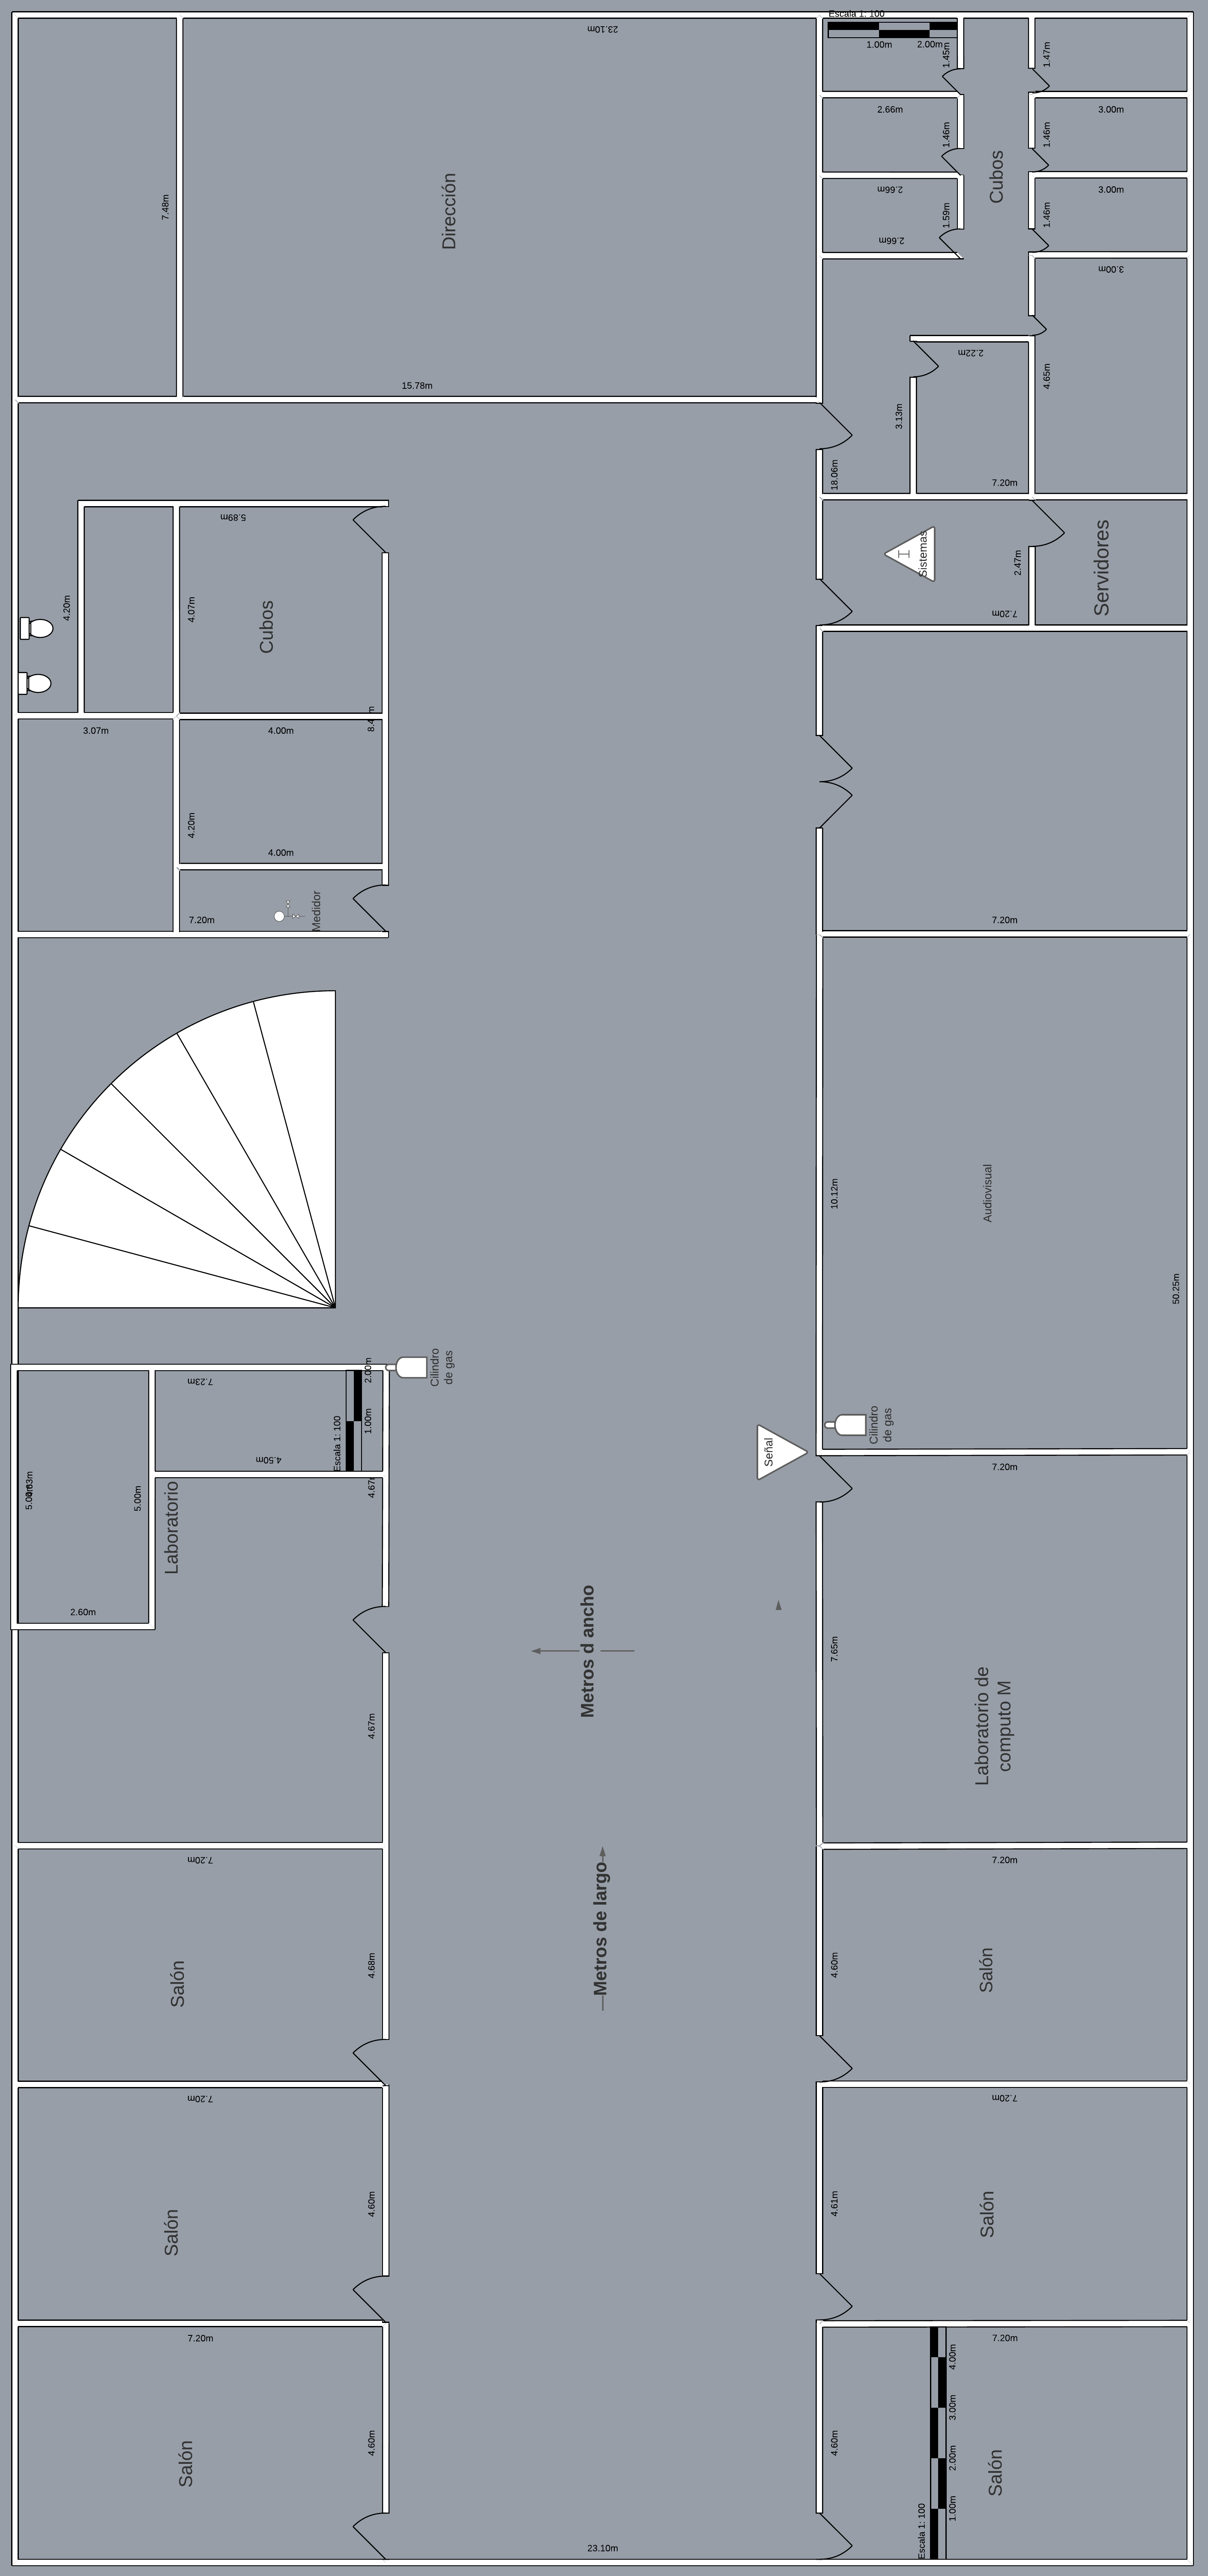 Escala 1: 100
23.10m
1.00m
2.00m
1.45m
1.47m
2.66m
3.00m
1.46m
1.46m
Cubos
2.66m
3.00m
7.48m
Dirección
1.59m
1.46m
2.66m
3.00m
2.22m
4.65m
15.78m
3.13m
18.06m
7.20m
5.89m
Sistemas
2.47m
Servidores
4.20m
4.07m
Cubos
7.20m
3.07m
4.00m
7.20m
4.20m
4.00m
7.20m
Medidor
10.12m
Audiovisual
50.25m
Cilindro
de gas
2.00m
7.23m
1.00m
Escala 1: 100
4.50m
Cilindro
de gas
Señal
5.00m
5.00m
4.67
7.20m
Laboratorio
2.60m
Metros d ancho
7.65m
4.67m
Laboratorio de
computo M
7.20m
Metros de largo
7.20m
Salón
4.68m
4.60m
Salón
7.20m
7.20m
Salón
4.60m
4.61m
Salón
7.20m
7.20m
4.00m
3.00m
Salón
4.60m
4.60m
2.00m
Salón
1.00m
Escala 1: 100
23.10m